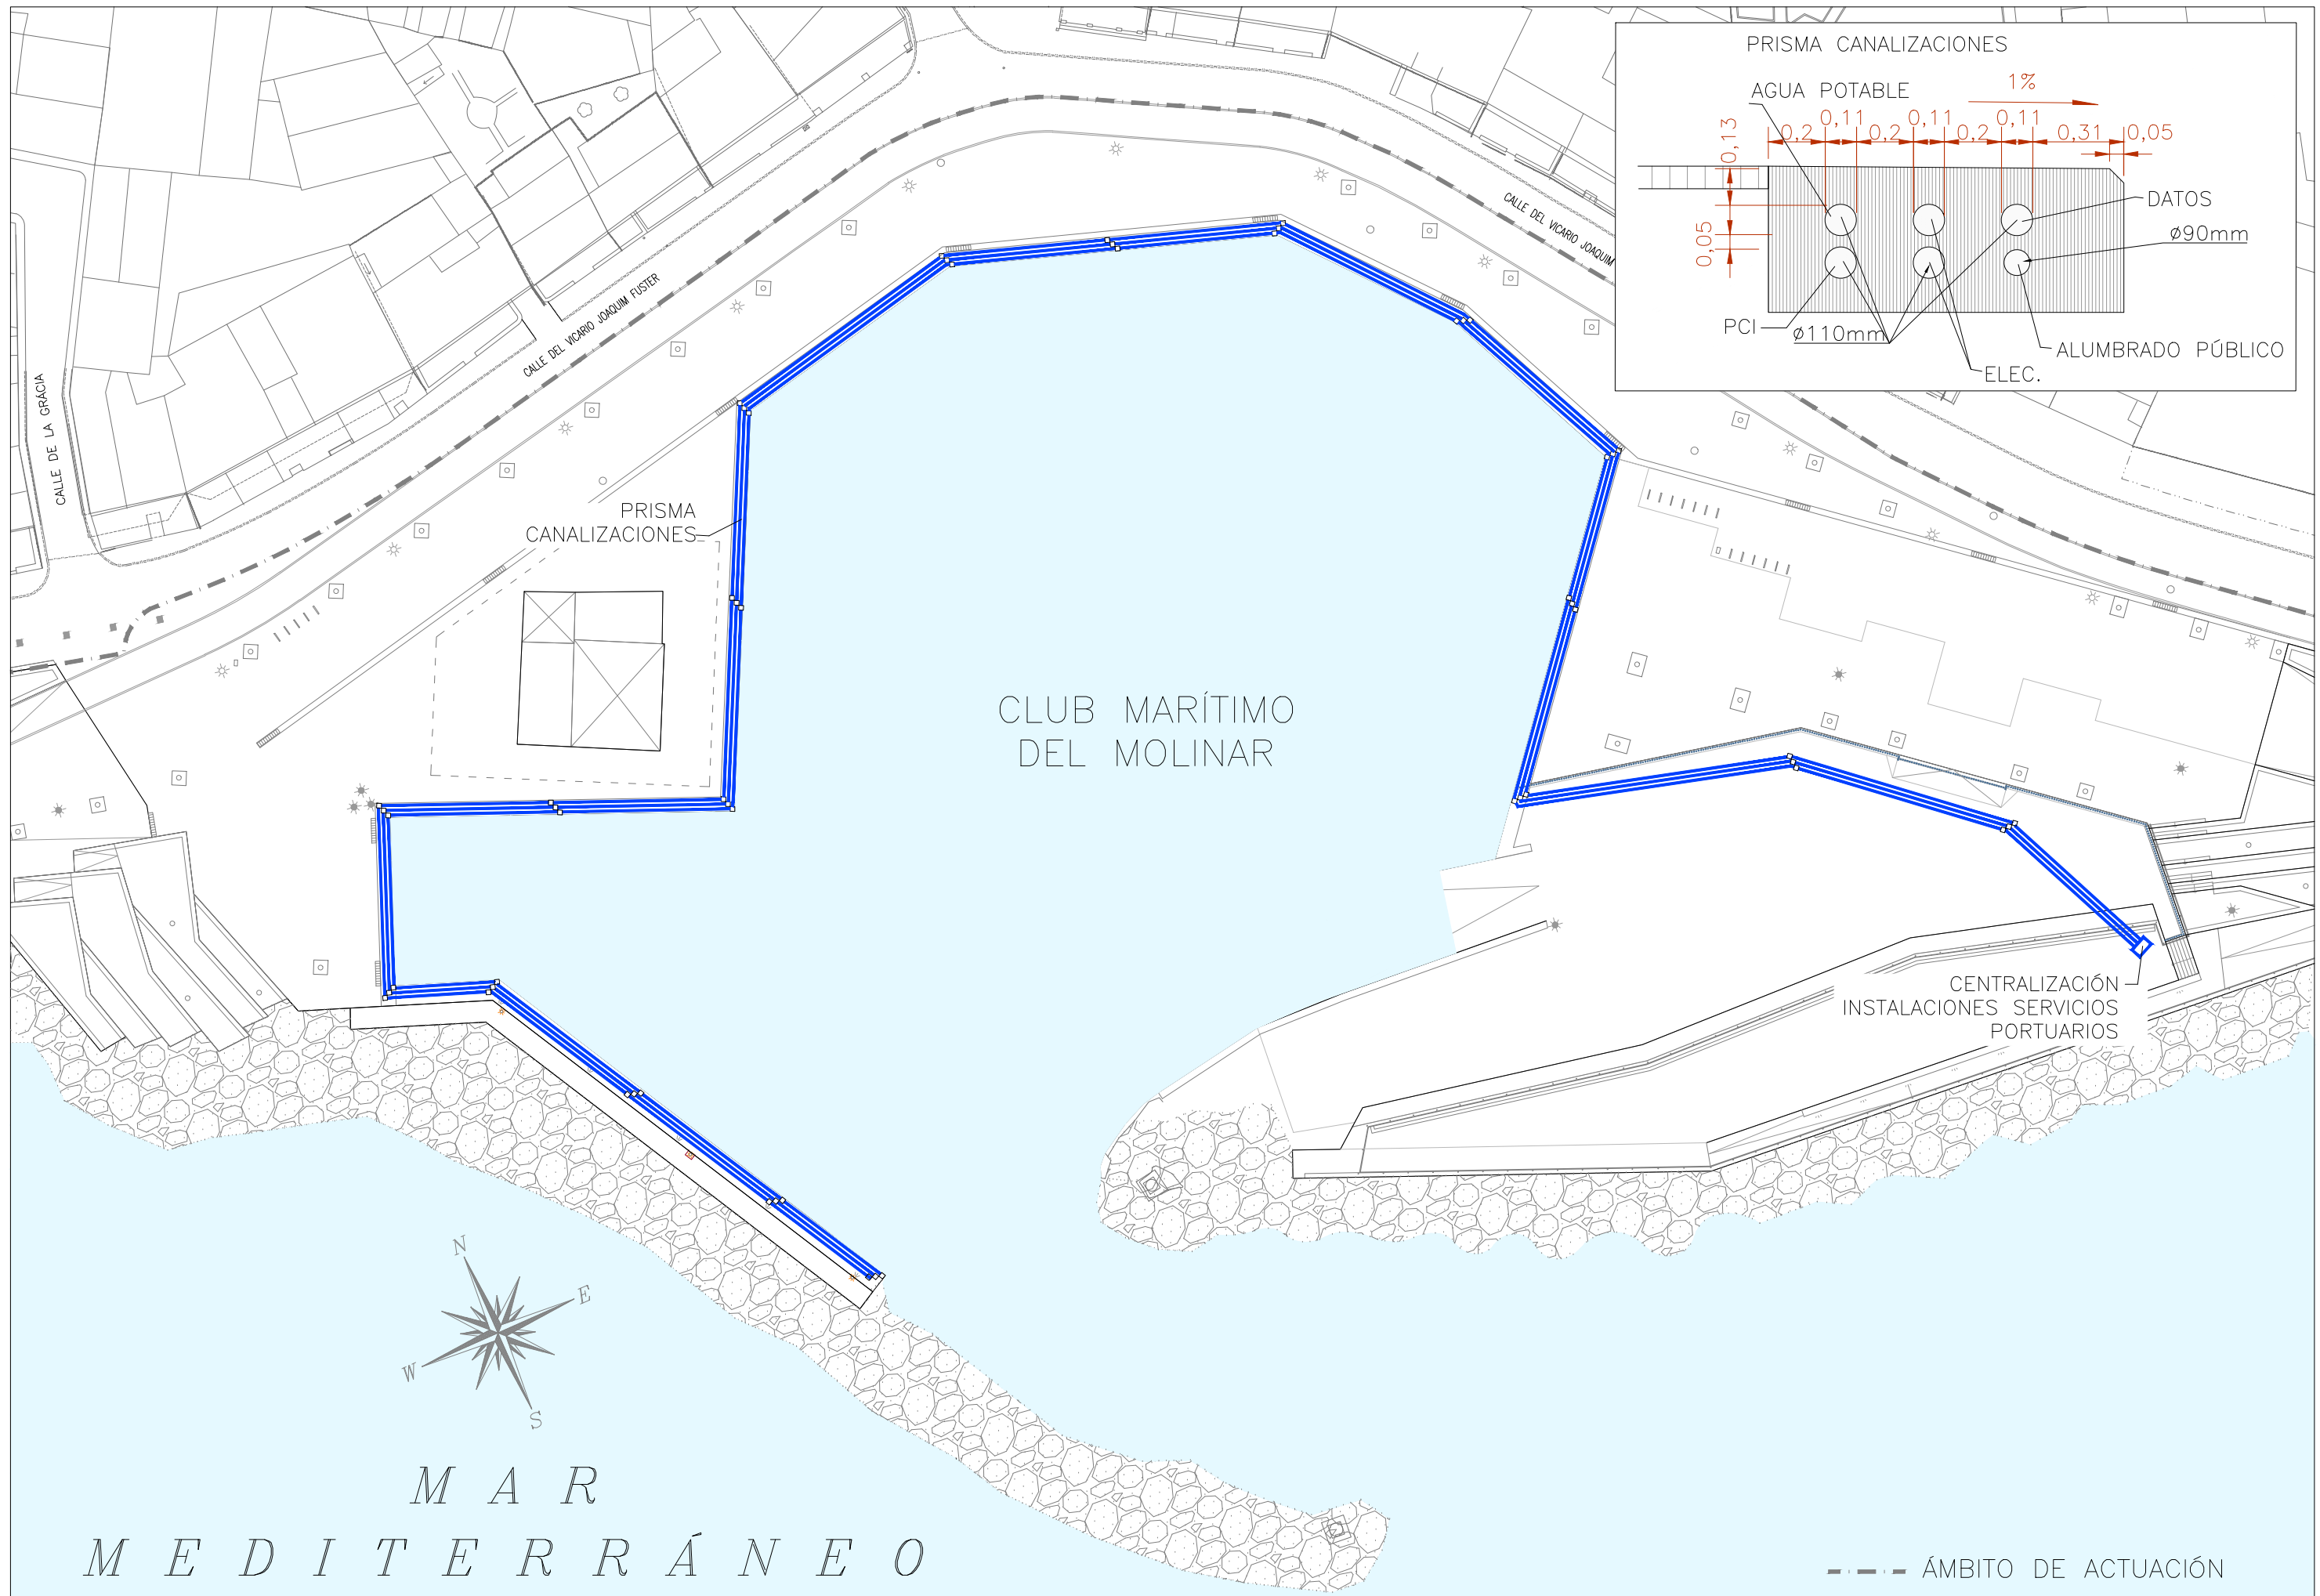 PRISMA CANALIZACIONES
AGUA POTABLE
1%
0,2
0,11
0,2
0,11
0,2
0,11
0,31
0,05
0,13
0,05
DATOS
ø90mm
PCI
ø110mm
ALUMBRADO PÚBLICO
ELEC.
CALLE DEL VICARIO JOAQUIM
CALLE DEL VICARIO JOAQUIM FUSTER
CALLE DE LA GRÀCIA
PRISMA
CANALIZACIONES
CLUB MARÍTIMO
DEL MOLINAR
CENTRALIZACIÓN
INSTALACIONES SERVICIOS
PORTUARIOS
N
E
W
S
MAR
MEDITERRÁNEO
ÁMBITO DE ACTUACIÓN